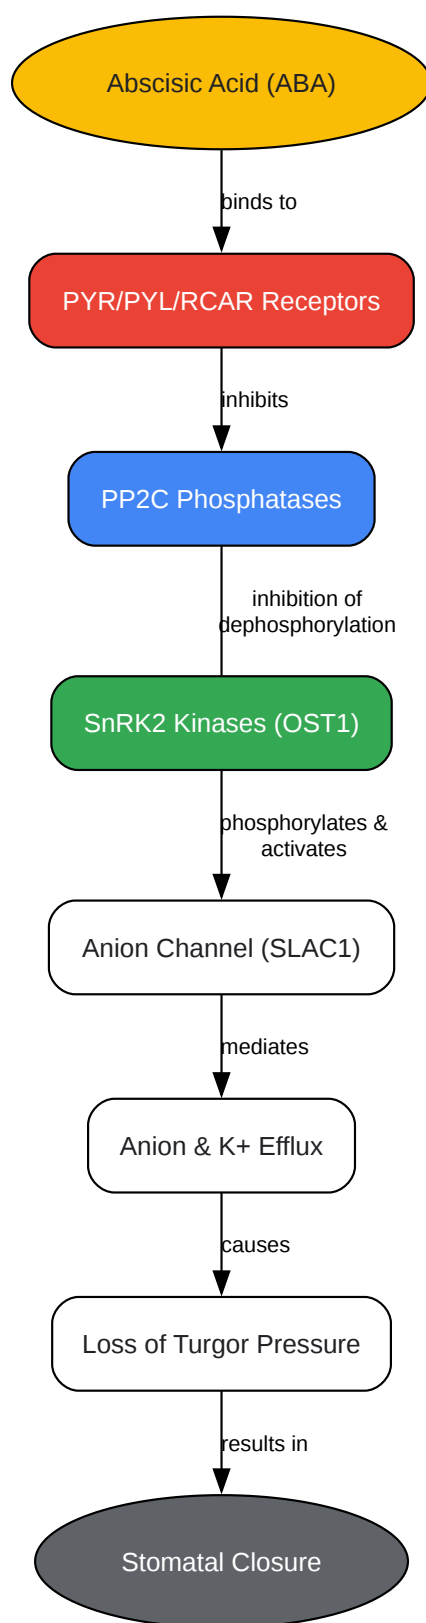 Abscisic Acid (ABA)
binds to
PYR/PYL/RCAR Receptors
inhibits
PP2C Phosphatases
inhibition of
dephosphorylation
SnRK2 Kinases (OST1)
phosphorylates &
activates
Anion Channel (SLAC1)
mediates
Anion & K+ Efflux
causes
Loss of Turgor Pressure
results in
Stomatal Closure